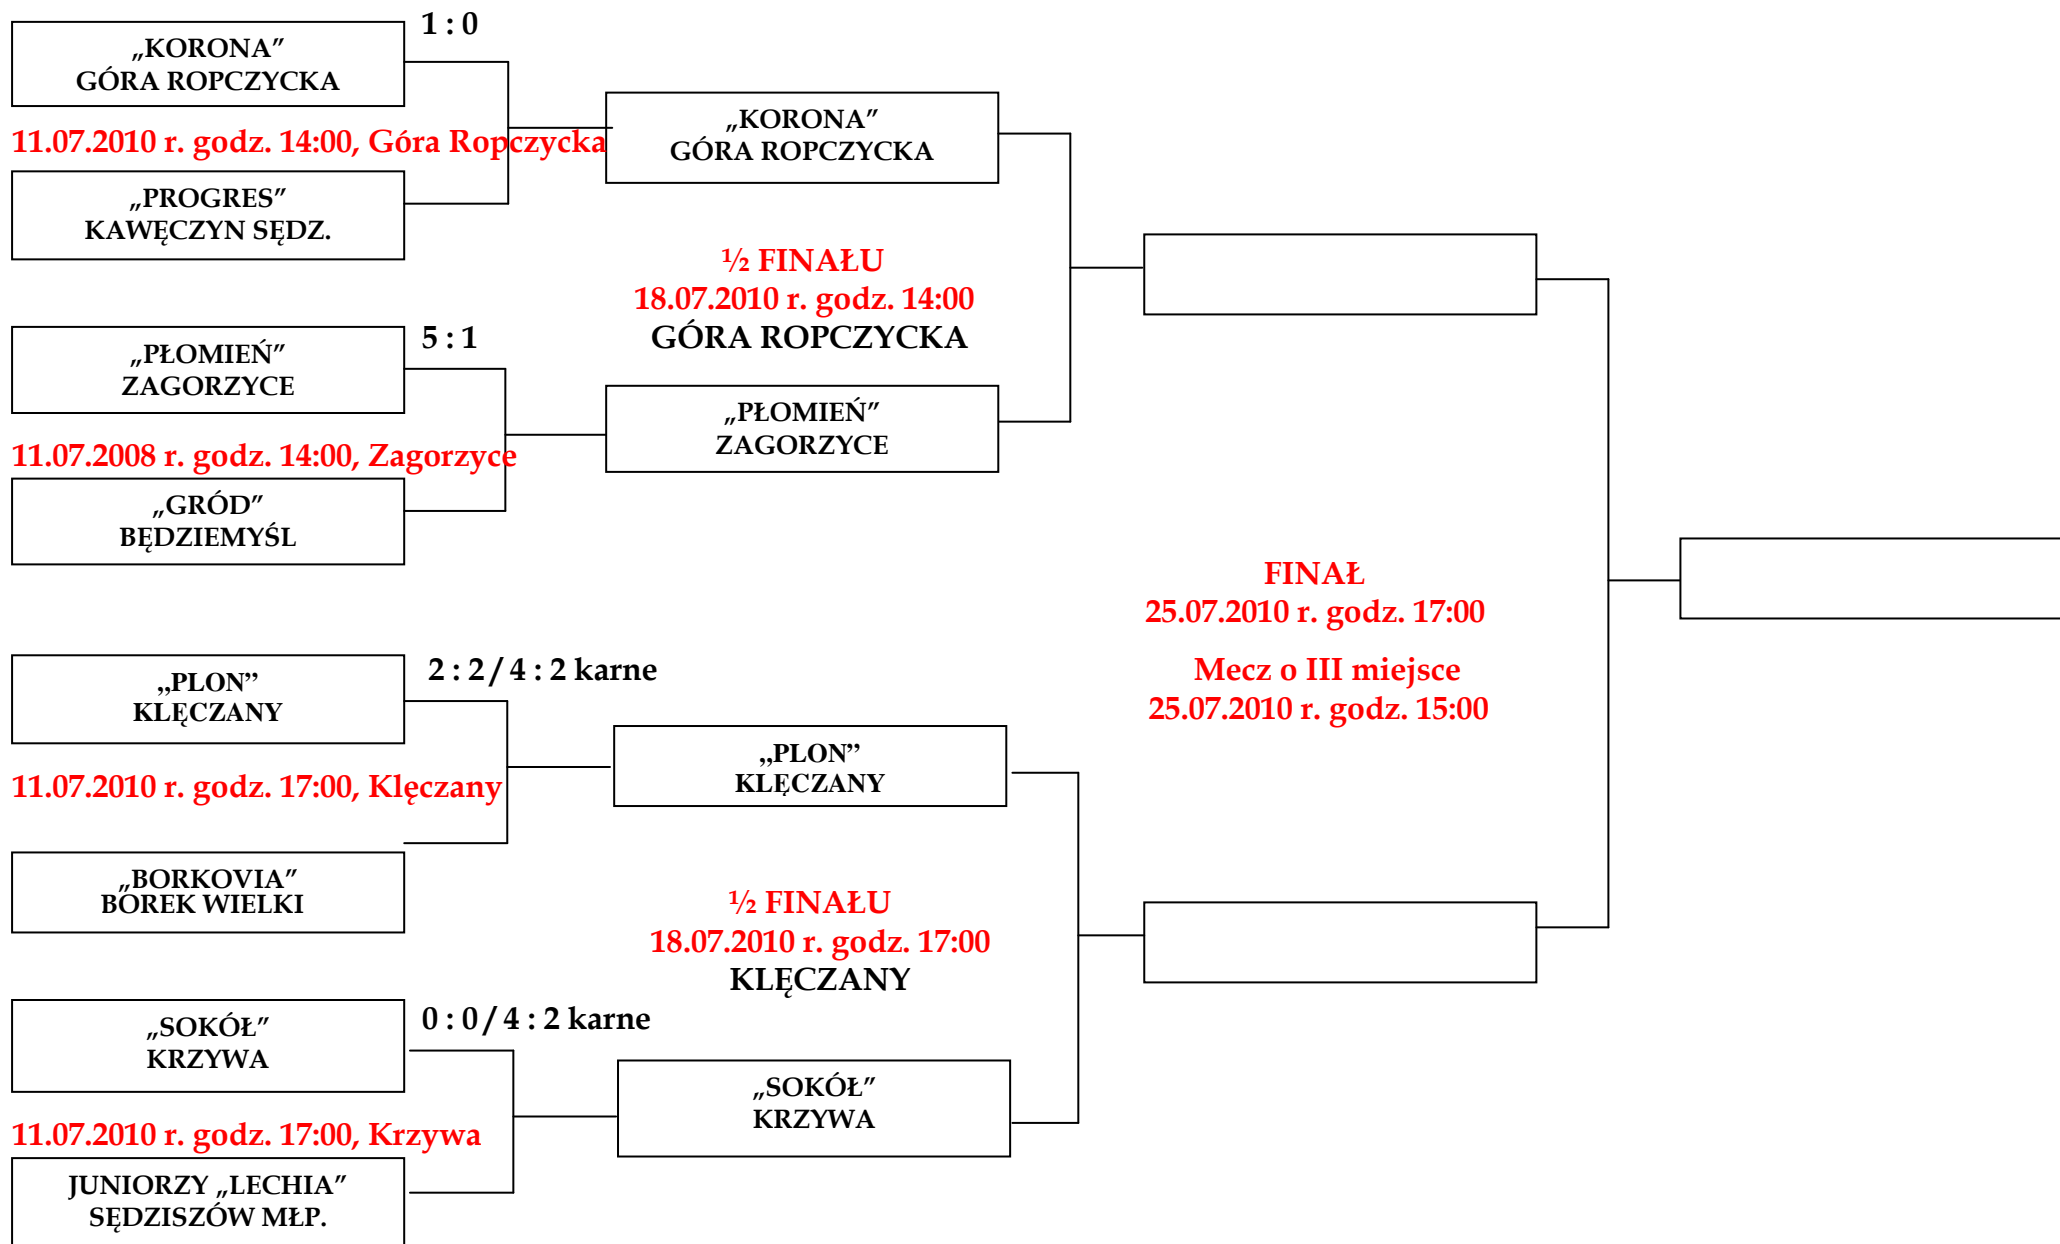 1 : 0
„KORONA”
GÓRA ROPCZYCKA
11.07.2010 r. godz. 14:00, Góra Ropczycka
„PROGRES”
KAWĘCZYN SĘDZ.
„KORONA”
GÓRA ROPCZYCKA
½ FINAŁU
18.07.2010 r. godz. 14:00
GÓRA ROPCZYCKA
5 : 1
„PŁOMIEŃ”
ZAGORZYCE
11.07.2008 r. godz. 14:00, Zagorzyce
„GRÓD”
BĘDZIEMYŚL
„PŁOMIEŃ”
ZAGORZYCE
FINAŁ
25.07.2010 r. godz. 17:00
Mecz o III miejsce
25.07.2010 r. godz. 15:00
2 : 2 / 4 : 2 karne
„PLON”
KLĘCZANY
11.07.2010 r. godz. 17:00, Klęczany
„BORKOVIA”
BOREK WIELKI
„PLON”
KLĘCZANY
½ FINAŁU
18.07.2010 r. godz. 17:00
KLĘCZANY
0 : 0 / 4 : 2 karne
„SOKÓŁ”
KRZYWA
11.07.2010 r. godz. 17:00, Krzywa
JUNIORZY „LECHIA”
SĘDZISZÓW MŁP.
„SOKÓŁ”
KRZYWA